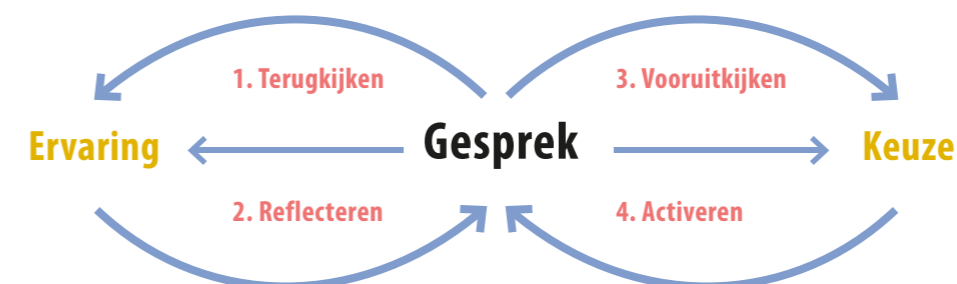 1. Terugkijken
3. Vooruitkijken
Ervaring
Gesprek
Keuze
2. Reflecteren
4. Activeren